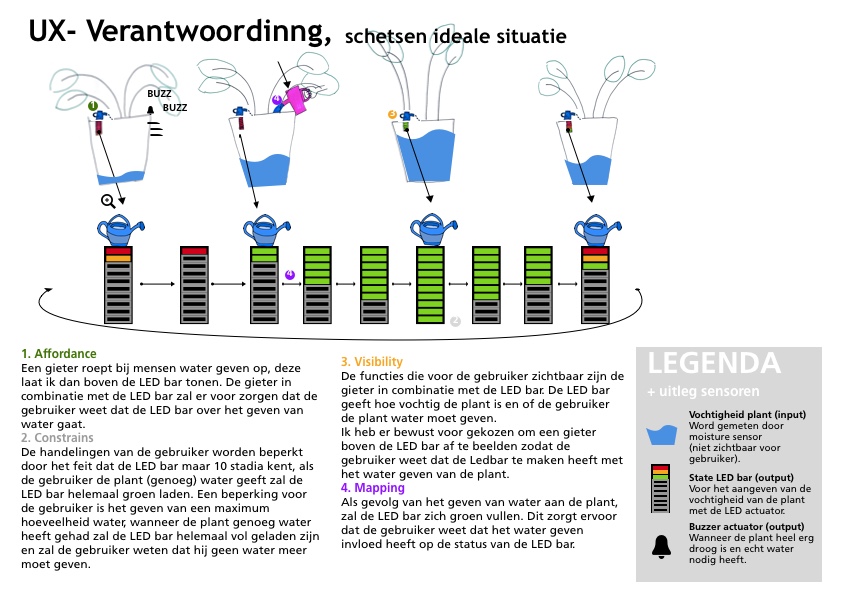 UX- Verantwoordinng, schetsen ideale situatie
BUZZ
BUZZ
1
4
3
4
2
1. Affordance
Een gieter roept bij mensen water geven op, deze
laat ik dan boven de LED bar tonen. De gieter in
combinatie met de LED bar zal er voor zorgen dat de
gebruiker weet dat de LED bar over het geven van
water gaat.
2. Constrains
De handelingen van de gebruiker worden beperkt
door het feit dat de LED bar maar 10 stadia kent, als
de gebruiker de plant (genoeg) water geeft zal de
LED bar helemaal groen laden. Een beperking voor
de gebruiker is het geven van een maximum
hoeveelheid water, wanneer de plant genoeg water
heeft gehad zal de LED bar helemaal vol geladen zijn
en zal de gebruiker weten dat hij geen water meer
moet geven.
3. Visibility
De functies die voor de gebruiker zichtbaar zijn de
gieter in combinatie met de LED bar. De LED bar
geeft hoe vochtig de plant is en of de gebruiker
de plant water moet geven.
Ik heb er bewust voor gekozen om een gieter
boven de LED bar af te beelden zodat de
gebruiker weet dat de Ledbar te maken heeft met
het water geven van de plant.
4. Mapping
Als gevolg van het geven van water aan de plant,
zal de LED bar zich groen vullen. Dit zorgt ervoor
dat de gebruiker weet dat het water geven
invloed heeft op de status van de LED bar.
LEGENDA
+ uitleg sensoren
Vochtigheid plant (input)
Word gemeten door
moisture sensor
(niet zichtbaar voor
gebruiker).
State LED bar (output)
Voor het aangeven van de
vochtigheid van de plant
met de LED actuator.
Buzzer actuator (output)
Wanneer de plant heel erg
droog is en echt water
nodig heeft.